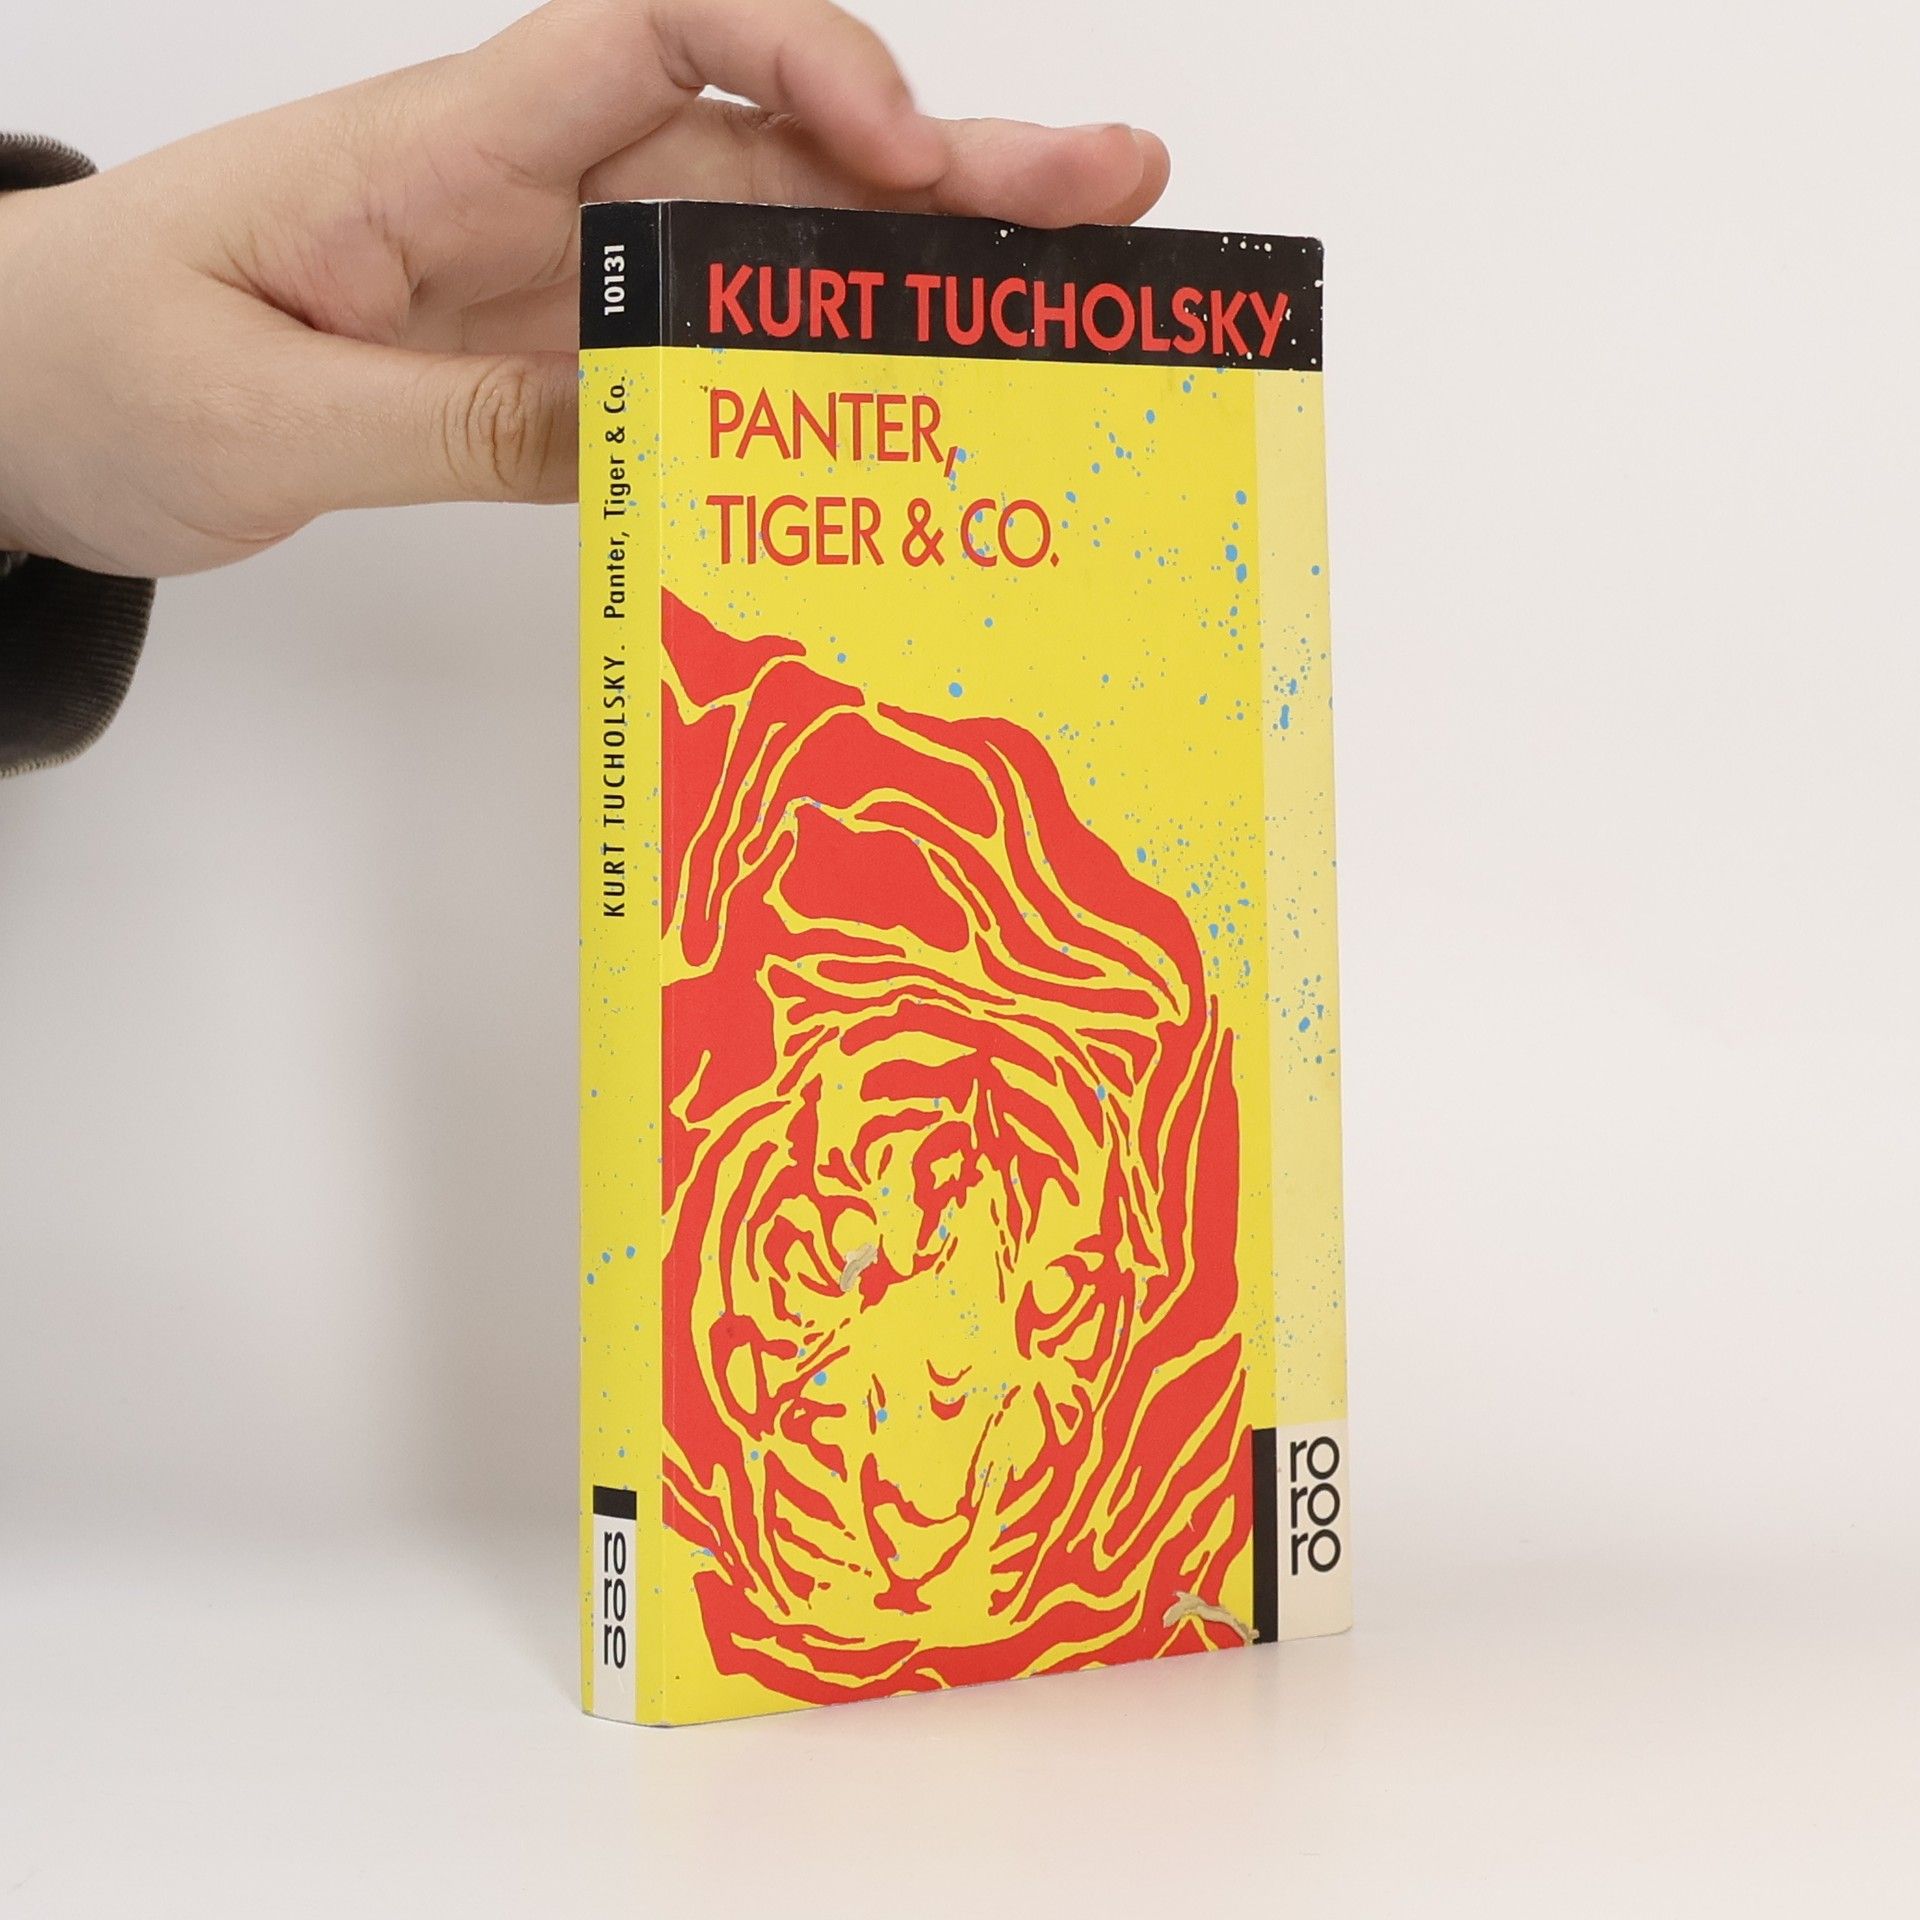 10131
KURT TUCHOLSKY. Panter, Tiger & Co.
ro
ro
ro
KURT TUCHOLSKY
PANTER,
TIGER & CO.
ro
ro
ro